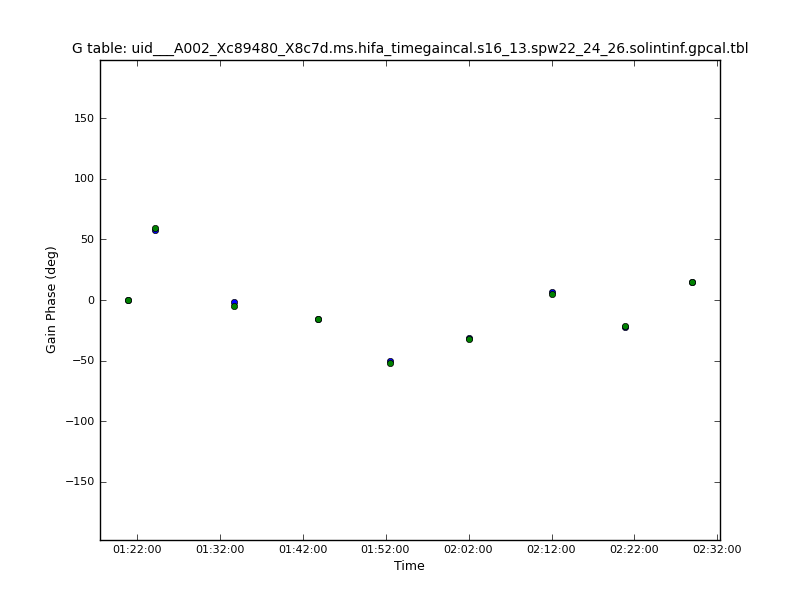 G table: uid___A002_Xc89480_X8c7d.ms.hifa_timegaincal.s16_13.spw22_24_26.solintinf.gpcal.tbl
150
100
50
0
−50
−100
−150
Gain Phase (deg)
01:22:00 01:32:00 01:42:00 01:52:00 02:02:00 02:12:00 02:22:00 02:32:00
Time